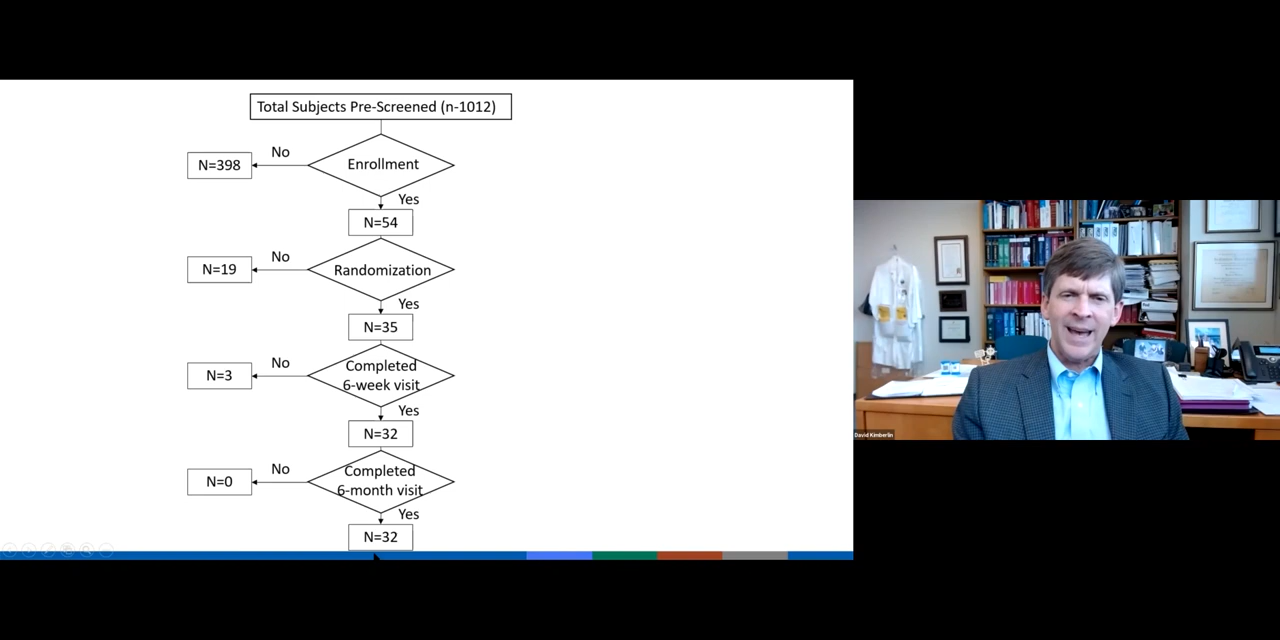 Total Subjects Pre-Screened (n-1012)
No
N=398
Enrollment
Yes
N=54
No
N=19
Randomization
Yes
N=35
No
N=3
Completed
6-week visit
Yes
N=32
No
N=0
Completed
6-month visit
Yes
N=32
David Kimberlin